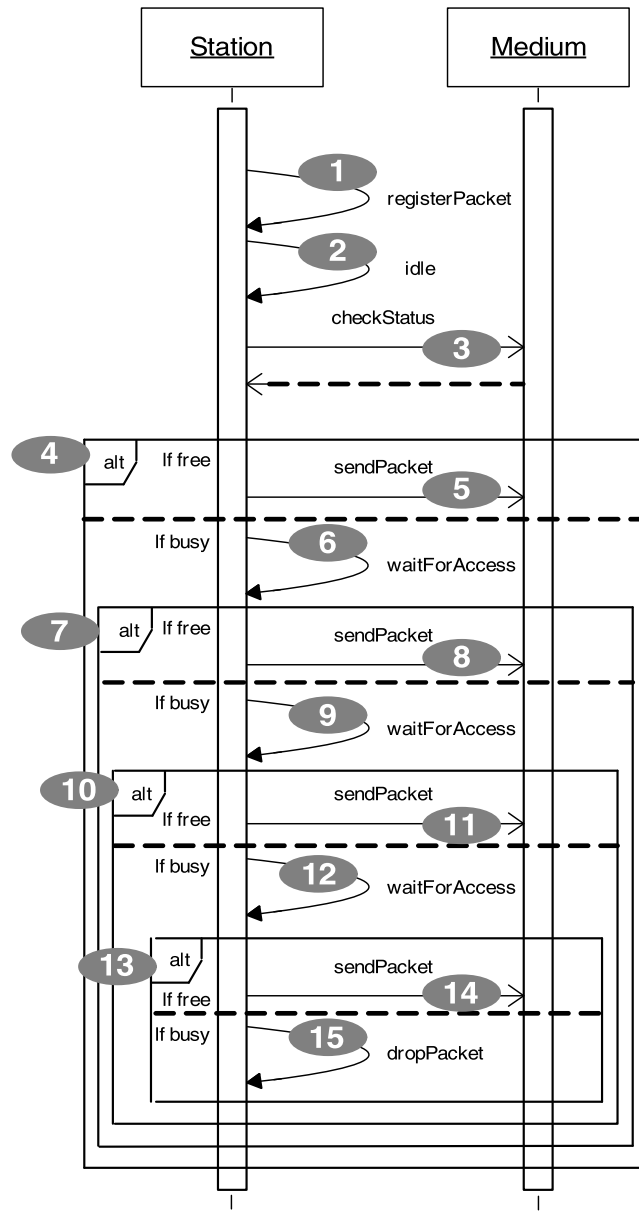 Station
Medium
1
registerPacket
2
idle
checkStatus
3
4
alt
If free
sendPacket
5
If busy
6
waitForAccess
7
alt
If free
sendPacket
8
If busy
9
waitForAccess
10
alt
If free
sendPacket
11
If busy
12
waitForAccess
13
alt
If free
sendPacket
14
If busy
15
dropPacket